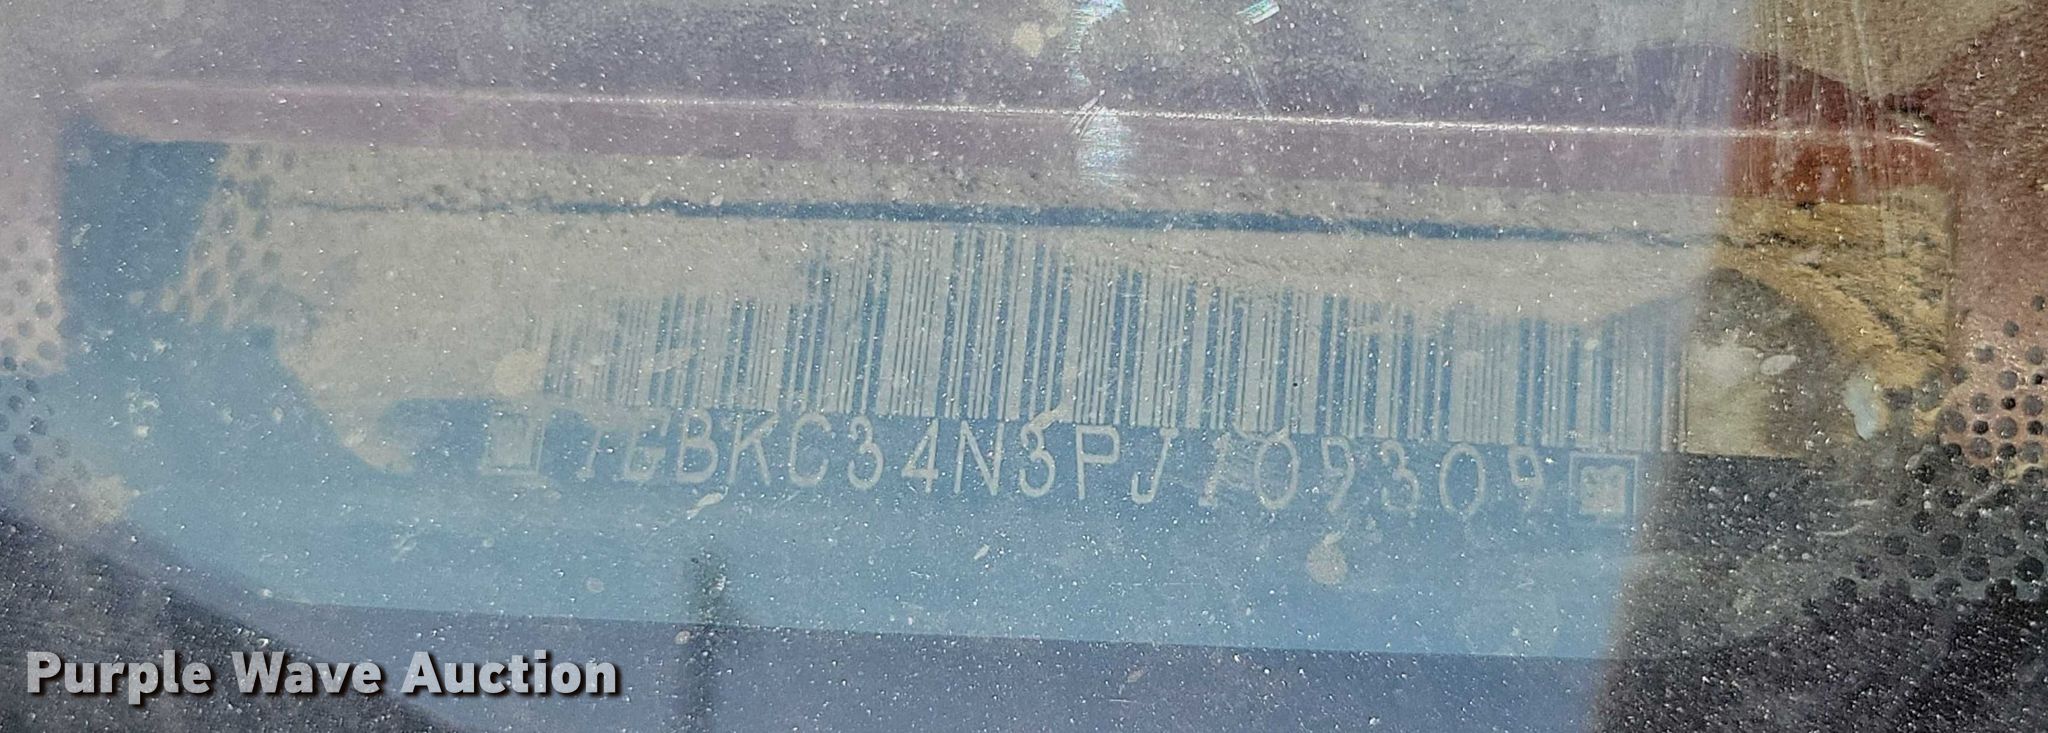 1GBKC34N3PJ109309
Purple Wave Auction